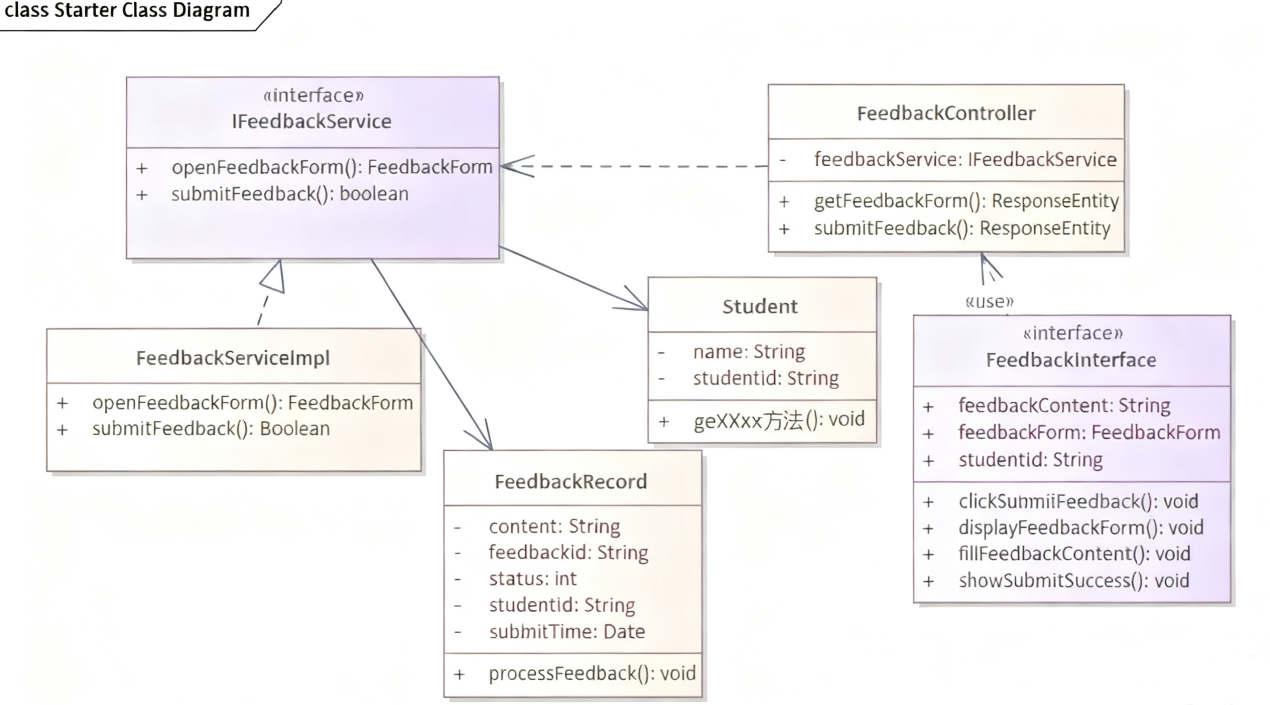 class Starter Class Diagram
«interface»
IFeedbackService
+ openFeedbackForm(): FeedbackForm
+ submitFeedback(): boolean
FeedbackController
- feedbackService: IFeedbackService
+ getFeedbackForm(): ResponseEntity
+ submitFeedback(): ResponseEntity
«use»
FeedbackServiceImpl
+ openFeedbackForm(): FeedbackForm
+ submitFeedback(): Boolean
Student
- name: String
- studentid: String
+ geXXxx方法(): void
«interface»
FeedbackInterface
+ feedbackContent: String
+ feedbackForm: FeedbackForm
+ studentid: String
+ clickSunmiiFeedback(): void
+ displayFeedbackForm(): void
+ fillFeedbackContent(): void
+ showSubmitSuccess(): void
FeedbackRecord
- content: String
- feedbackid: String
- status: int
- studentid: String
- submitTime: Date
+ processFeedback(): void